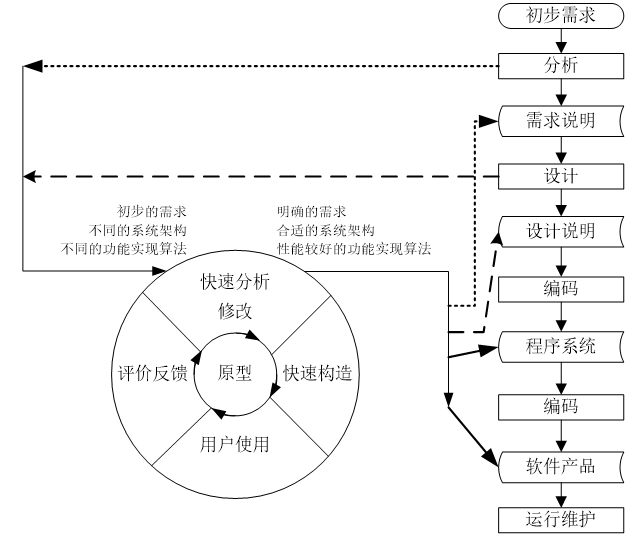 初步需求
分析
需求说明
设计
初步的需求
不同的系统架构
不同的功能实现算法
明确的需求
合适的系统架构
性能较好的功能实现算法
设计说明
快速分析
修改
编码
评价反馈
原型
快速构造
程序系统
用户使用
编码
软件产品
运行维护